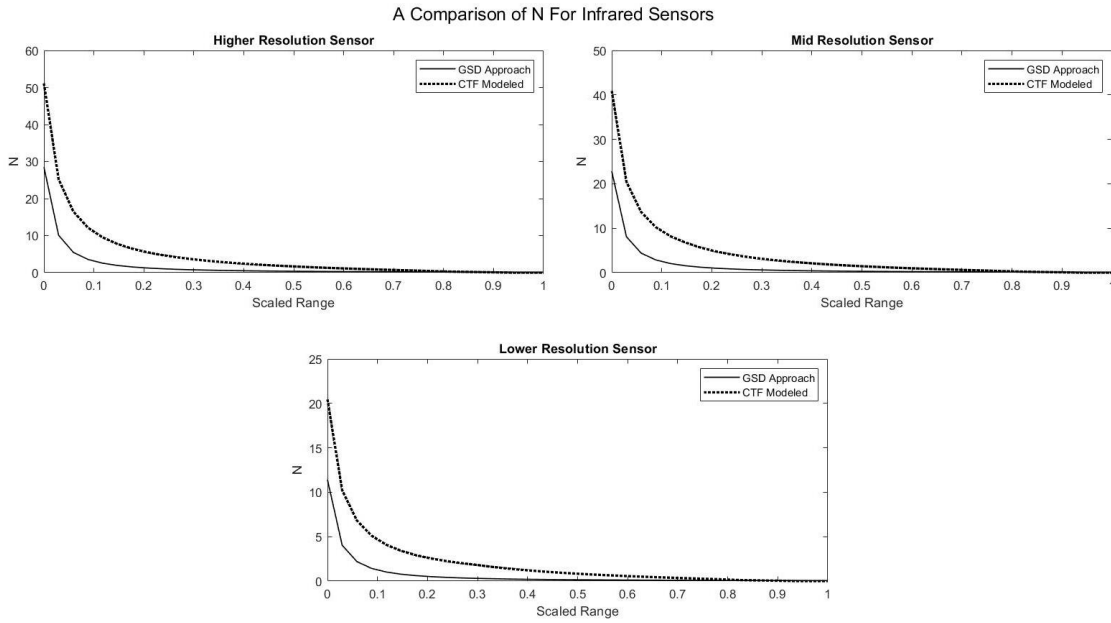 A Comparison of N For Infrared Sensors
Higher Resolution Sensor
60
50
40
30
20
10
0
N
GSD Approach
CTF Modeled
0 0.1 0.2 0.3 0.4 0.5 0.6 0.7 0.8 0.9 1
Scaled Range
Mid Resolution Sensor
50
40
30
20
10
0
N
GSD Approach
CTF Modeled
0 0.1 0.2 0.3 0.4 0.5 0.6 0.7 0.8 0.9 1
Scaled Range
Lower Resolution Sensor
25
20
15
10
5
0
N
GSD Approach
CTF Modeled
0 0.1 0.2 0.3 0.4 0.5 0.6 0.7 0.8 0.9 1
Scaled Range